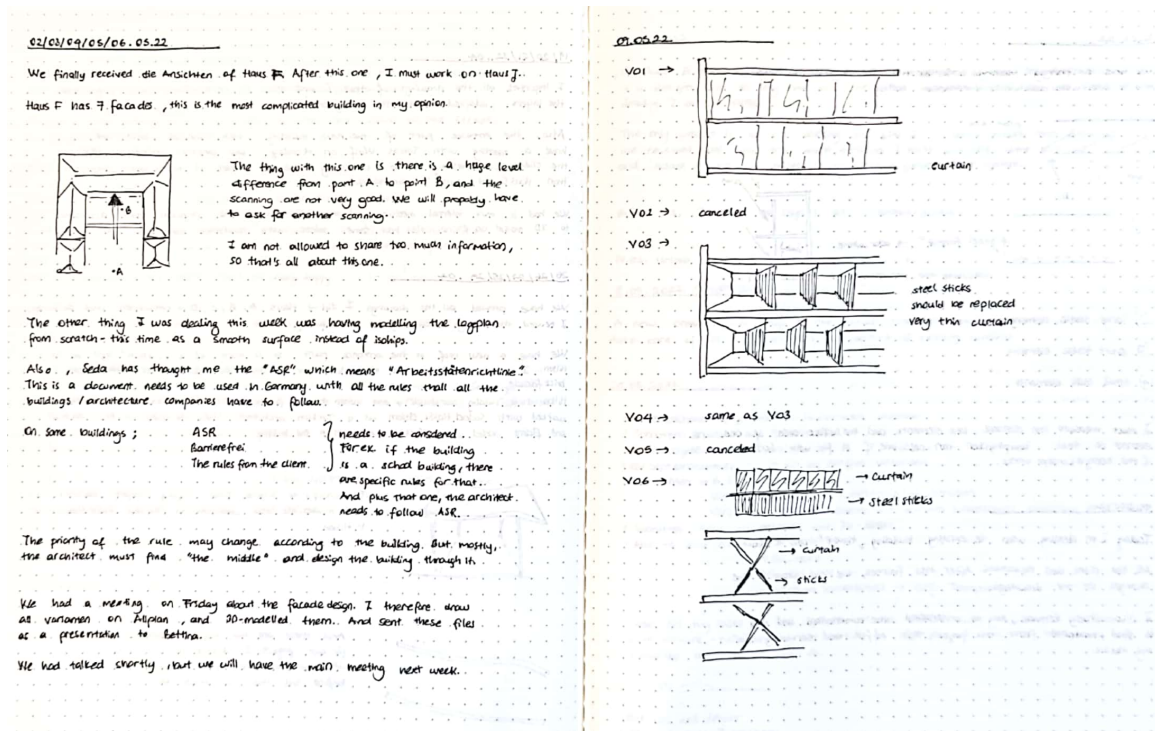 02/03/04/05/06.05.22
We finally received die Ansichten of Haus F. After this one, I must work on Haus J..
Haus F has 7 facades, this is the most complicated building in my opinion.
The thing with this one is there is a huge level
difference from point A to point B, and the
scanning are not very good. We will propably have
to ask for another scanning.
I am not allowed to share too much information,
so that's all about this one.
B
A
The other thing I was dealing this week was having modelling the lageplan
from scratch - this time as a smooth surface instead of isohips.
Also, Seda has thought me the "ASR" which means "Arbeitsstätenrichtlinie".
This is a document needs to be used in Germany with all the rules that all the
buildings / architecture companies have to follow.
On some buildings;
ASR
Barrierefrei
The rules from the client
needs to be considered..
For ex. if the building
is a school building, there
are specific rules for that..
And plus that one, the architect
needs to follow ASR..
The priority of the rule may change according to the building. But mostly,
the architect must find "the middle" and design the building through it.
We had a meeting on Friday about the facade design. I therefore draw
all varianten on Allplan, and 3D-modelled them. And sent these files
as a presentation to Bettina.
We had talked shortly, but we will have the main meeting next week..
09.05.22
V01 →
curtain
V02 → canceled
V03 →
steel sticks
should be replaced
very thin curtain
V04 → same as V03
V05 → canceled
V06 →
→ curtain
→ steel sticks
→ curtain
→ sticks